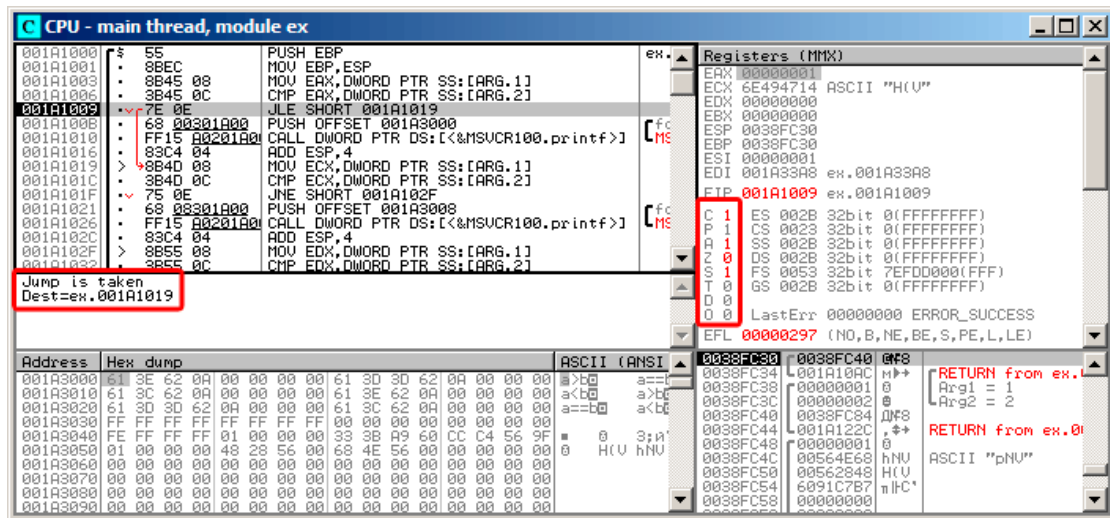 CPU - main thread, module ex
001A1000 $ 55 PUSH EBP ex.
001A1001 . 8BEC MOV EBP,ESP
001A1003 . 8B45 08 MOV EAX,DWORD PTR SS:[ARG.1]
001A1006 . 3B45 0C CMP EAX,DWORD PTR SS:[ARG.2]
001A1009 . 7E 0E JLE SHORT 001A1019
001A100B . 68 00301A00 PUSH OFFSET 001A3000
001A1010 . FF15 A0201A0 CALL DWORD PTR DS:[<&MSVCR100.printf>]
001A1016 . 83C4 04 ADD ESP,4
001A1019 > 8B4D 08 MOV ECX,DWORD PTR SS:[ARG.1]
001A101C . 3B4D 0C CMP ECX,DWORD PTR SS:[ARG.2]
001A101F . 75 0E JNE SHORT 001A102F
001A1021 . 68 08301A00 PUSH OFFSET 001A3008
001A1026 . FF15 A0201A0 CALL DWORD PTR DS:[<&MSVCR100.printf>]
001A102C . 83C4 04 ADD ESP,4
001A102F > 8B55 08 MOV EDX,DWORD PTR SS:[ARG.1]
001A1032 . 3B55 0C CMP EDX,DWORD PTR SS:[ARG.2]
Jump is taken
Dest=ex.001A1019
Registers (MMX)
EAX 00000001
ECX 6E494714 ASCII "H(V"
EDX 00000000
EBX 00000000
ESP 0038FC30
EBP 0038FC30
ESI 00000001
EDI 001A33A8 ex.001A33A8
EIP 001A1009 ex.001A1009
C 1 ES 002B 32bit 0(FFFFFFFF)
P 1 CS 0023 32bit 0(FFFFFFFF)
A 1 SS 002B 32bit 0(FFFFFFFF)
Z 0 DS 002B 32bit 0(FFFFFFFF)
S 1 FS 0053 32bit 7EFDD000(FFF)
T 0 GS 002B 32bit 0(FFFFFFFF)
D 0
O 0 LastErr 00000000 ERROR_SUCCESS
EFL 00000297 (NO,B,NE,BE,S,PE,L,LE)
Address Hex dump ASCII (ANSI
001A3000 61 3E 62 0A 00 00 00 00 61 3D 3D 62 0A 00 00 00 a>b a==
001A3010 61 3C 62 0A 00 00 00 00 61 3E 62 0A 00 00 00 00 a<b a>b
001A3020 61 3D 3D 62 0A 00 00 00 61 3C 62 0A 00 00 00 00 a==b a<b
001A3030 FF FF FF FF FF FF FF FF 00 00 00 00 00 00 00 00
001A3040 FE FF FF FF 01 00 00 00 33 3B A9 60 CC C4 56 9F
001A3050 01 00 00 00 48 28 56 00 68 4E 56 00 00 00 00 00 H(V hNV
001A3060 00 00 00 00 00 00 00 00 00 00 00 00 00 00 00 00
001A3070 00 00 00 00 00 00 00 00 00 00 00 00 00 00 00 00
001A3080 00 00 00 00 00 00 00 00 00 00 00 00 00 00 00 00
001A3090 00 00 00 00 00 00 00 00 00 00 00 00 00 00 00 00
0038FC30 0038FC40
0038FC34 001A10AC RETURN from ex.
0038FC38 00000001 Arg1 = 1
0038FC3C 00000002 Arg2 = 2
0038FC40 0038FC84
0038FC44 001A122C RETURN from ex.0
0038FC48 00000001
0038FC4C 00564E68 hNV ASCII "pNV"
0038FC50 00562848 H(V
0038FC54 6091C7B7
0038FC58 00000000